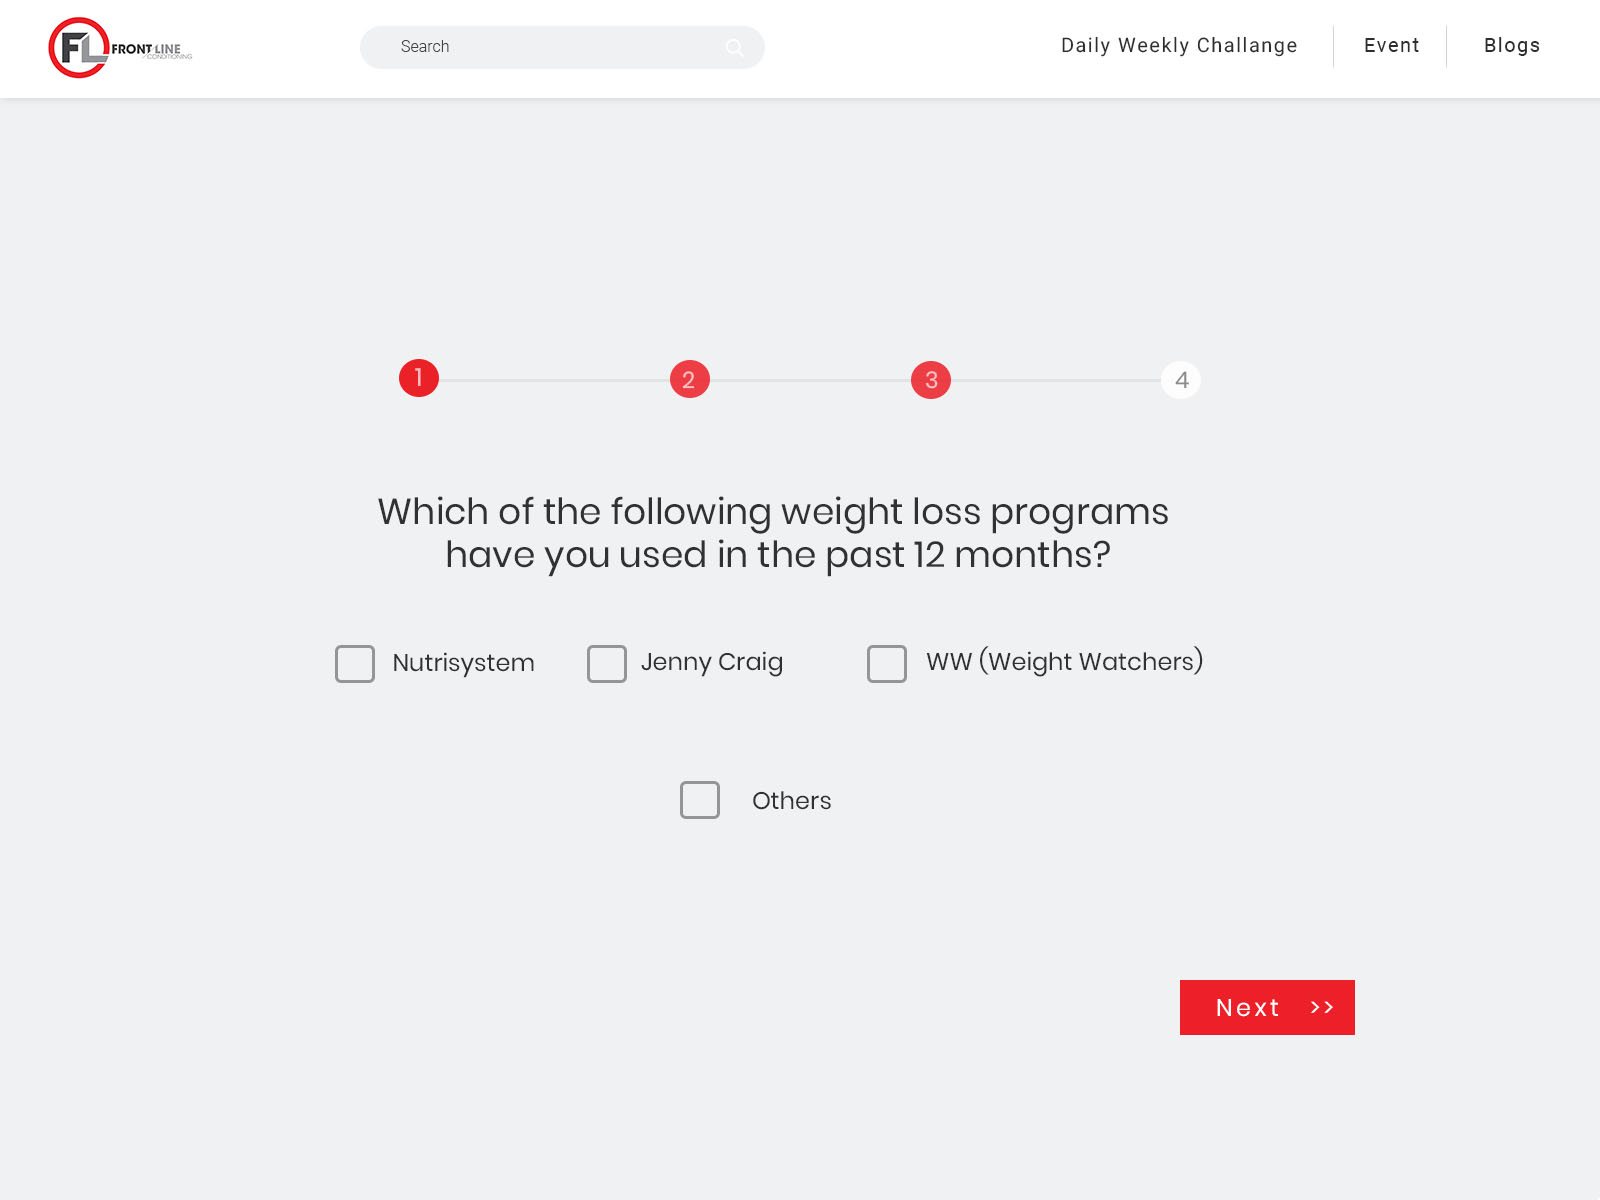 FL FRONT LINE
CONDITIONING
Search
Daily Weekly Challange
Event
Blogs
1
2
3
4
Which of the following weight loss programs
have you used in the past 12 months?
Nutrisystem
Jenny Craig
WW (Weight Watchers)
Others
Next >>